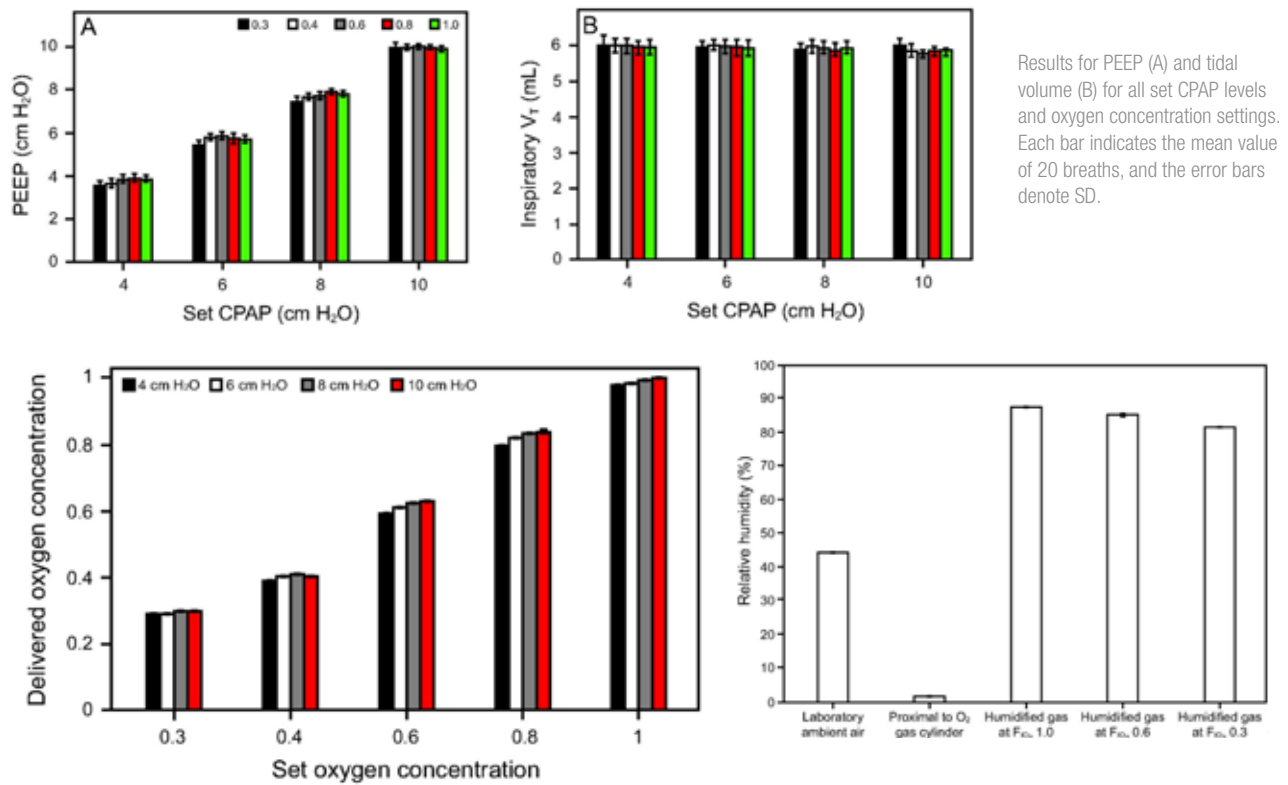 A
0.3 0.4 0.6 0.8 1.0
PEEP (cm H₂O)
10
8
6
4
2
0
4 6 8 10
Set CPAP (cm H₂O)
B
Inspiratory V_T (mL)
6
5
4
3
2
1
0
4 6 8 10
Set CPAP (cm H₂O)
Results for PEEP (A) and tidal
volume (B) for all set CPAP levels
and oxygen concentration settings.
Each bar indicates the mean value
of 20 breaths, and the error bars
denote SD.
4 cm H₂O 6 cm H₂O 8 cm H₂O 10 cm H₂O
Delivered oxygen concentration
1
0.8
0.6
0.4
0.2
0
0.3 0.4 0.6 0.8 1
Set oxygen concentration
Relative humidity (%)
100
90
80
70
60
50
40
30
20
10
0
Laboratory
ambient air
Proximal to O₂
gas cylinder
Humidified gas
at F_IO₂ 1.0
Humidified gas
at F_IO₂ 0.6
Humidified gas
at F_IO₂ 0.3